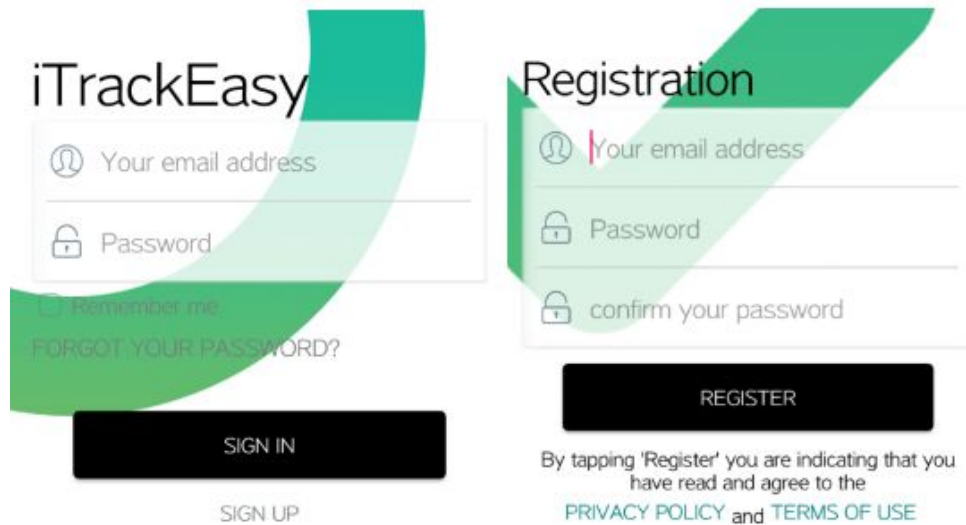 iTrackEasy
Your email address
Password
Remember me
FORGOT YOUR PASSWORD?
SIGN IN
SIGN UP
Registration
Your email address
Password
confirm your password
REGISTER
By tapping 'Register' you are indicating that you
have read and agree to the
PRIVACY POLICY and TERMS OF USE